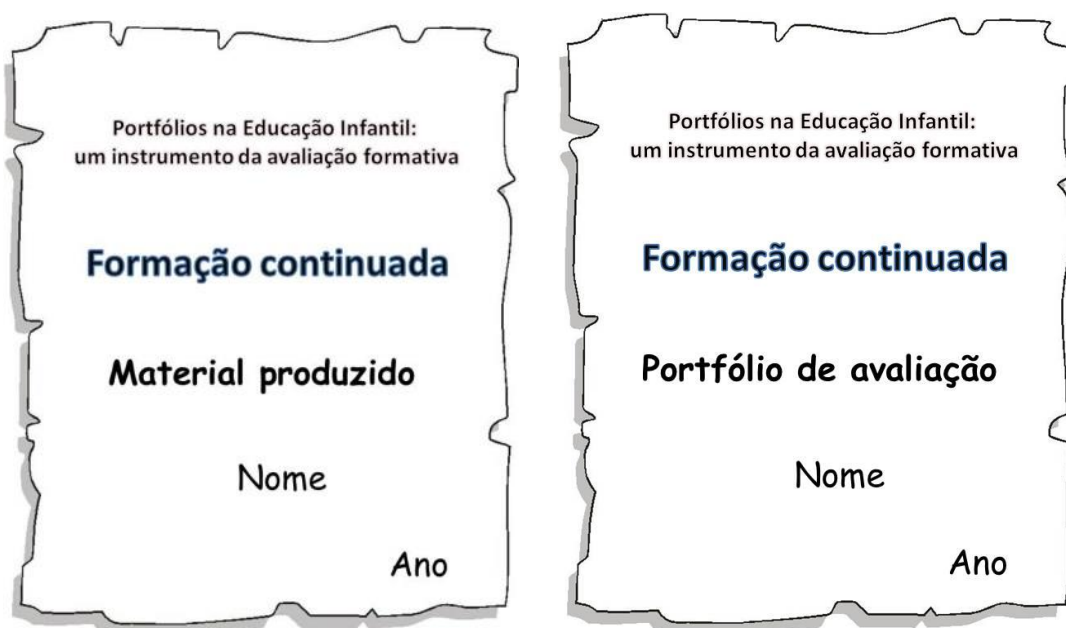 Portfólios na Educação Infantil:
um instrumento da avaliação formativa
Formação continuada
Material produzido
Nome
Ano
Portfólios na Educação Infantil:
um instrumento da avaliação formativa
Formação continuada
Portfólio de avaliação
Nome
Ano